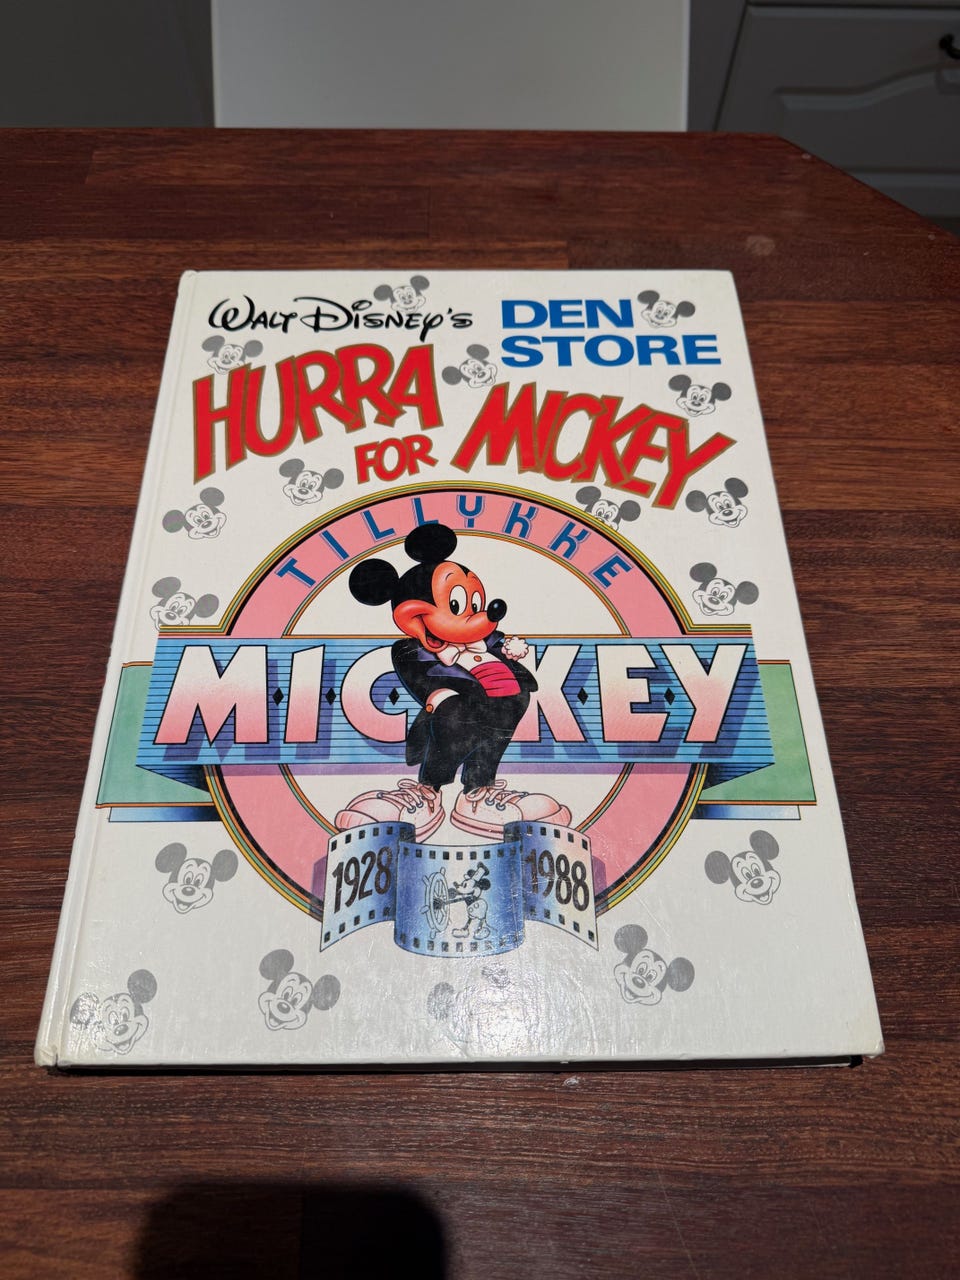 WALT DISNEY'S
DEN
STORE
HURRA
FOR MICKEY
TILLYKKE
MICKEY
1928 1988